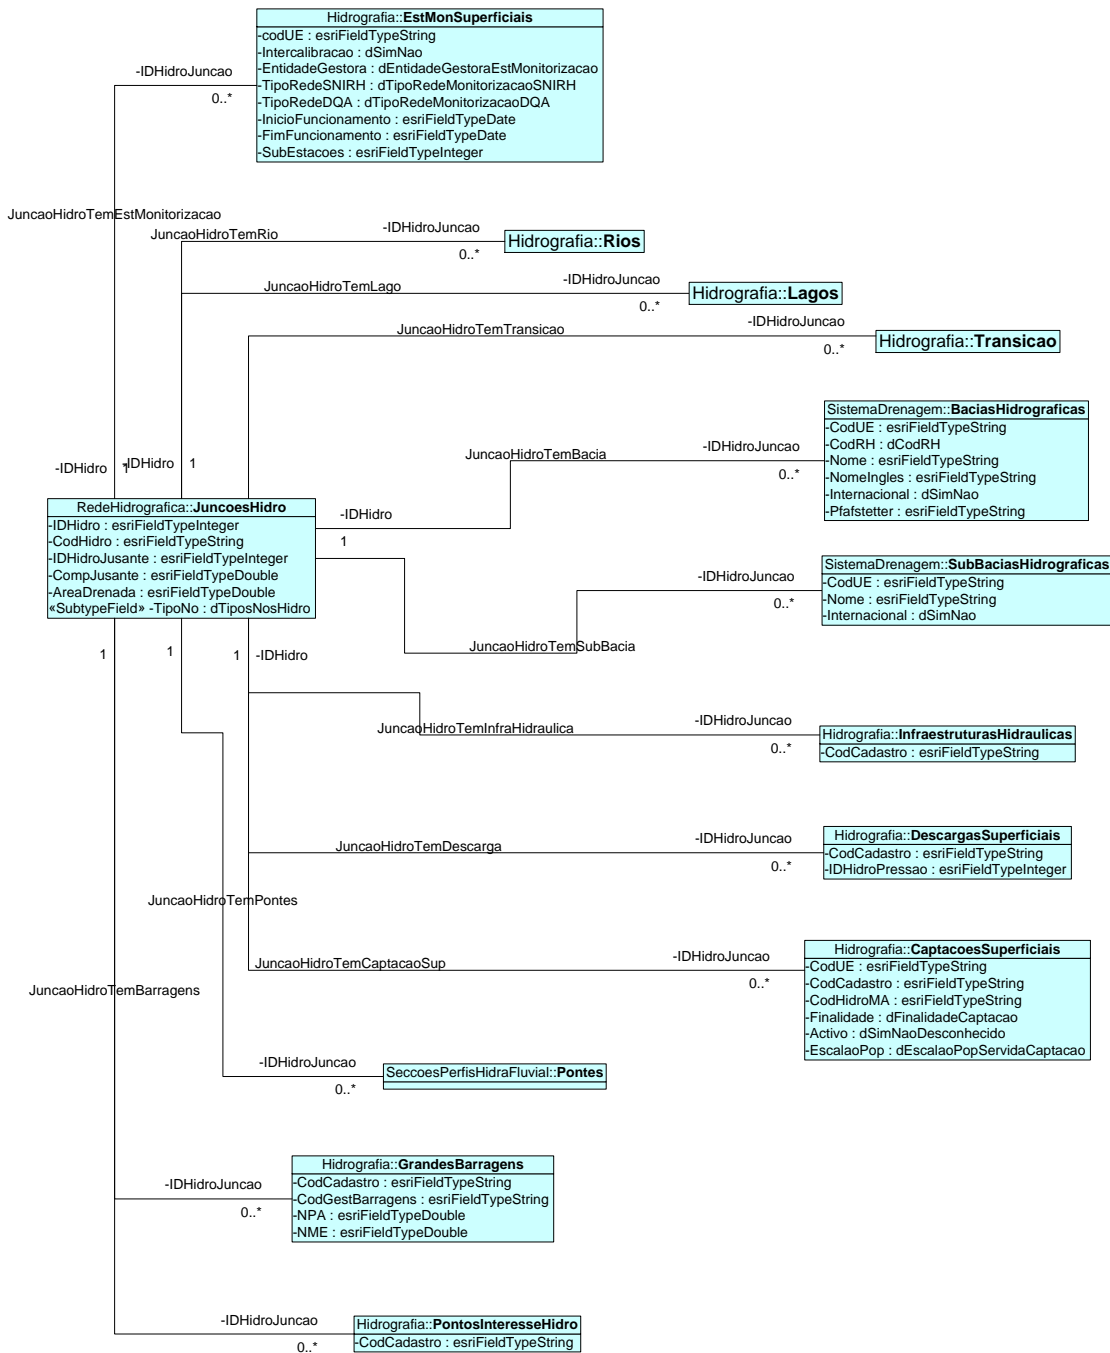 Hidrografia::EstMonSuperficiais
-codUE : esriFieldTypeString
-Intercalibracao : dSimNao
-EntidadeGestora : dEntidadeGestoraEstMonitorizacao
-TipoRedeSNIRH : dTipoRedeMonitorizacaoSNIRH
-TipoRedeDQA : dTipoRedeMonitorizacaoDQA
-InicioFuncionamento : esriFieldTypeDate
-FimFuncionamento : esriFieldTypeDate
-SubEstacoes : esriFieldTypeInteger
-IDHidroJuncao
0..*
JuncaoHidroTemEstMonitorizacao
JuncaoHidroTemRio
-IDHidroJuncao
0..*
Hidrografia::Rios
JuncaoHidroTemLago
-IDHidroJuncao
0..*
Hidrografia::Lagos
JuncaoHidroTemTransicao
-IDHidroJuncao
0..*
Hidrografia::Transicao
SistemaDrenagem::BaciasHidrograficas
-CodUE : esriFieldTypeString
-CodRH : dCodRH
-Nome : esriFieldTypeString
-NomeIngles : esriFieldTypeString
-Internacional : dSimNao
-Pfafstetter : esriFieldTypeString
JuncaoHidroTemBacia
-IDHidroJuncao
0..*
-IDHidro
1
-IDHidro
1
RedeHidrografica::JuncoesHidro
-IDHidro : esriFieldTypeInteger
-CodHidro : esriFieldTypeString
-IDHidroJusante : esriFieldTypeInteger
-CompJusante : esriFieldTypeDouble
-AreaDrenada : esriFieldTypeDouble
«SubtypeField» -TipoNo : dTiposNosHidro
-IDHidro
1
SistemaDrenagem::SubBaciasHidrograficas
-CodUE : esriFieldTypeString
-Nome : esriFieldTypeString
-Internacional : dSimNao
-IDHidroJuncao
0..*
JuncaoHidroTemSubBacia
1
1
1
-IDHidro
JuncaoHidroTemInfraHidraulica
-IDHidroJuncao
0..*
Hidrografia::InfraestruturasHidraulicas
-CodCadastro : esriFieldTypeString
JuncaoHidroTemDescarga
-IDHidroJuncao
0..*
Hidrografia::DescargasSuperficiais
-CodCadastro : esriFieldTypeString
-IDHidroPressao : esriFieldTypeInteger
JuncaoHidroTemPontes
JuncaoHidroTemCaptacaoSup
-IDHidroJuncao
0..*
Hidrografia::CaptacoesSuperficiais
-CodUE : esriFieldTypeString
-CodCadastro : esriFieldTypeString
-CodHidroMA : esriFieldTypeString
-Finalidade : dFinalidadeCaptacao
-Activo : dSimNaoDesconhecido
-EscalaoPop : dEscalaoPopServidaCaptacao
JuncaoHidroTemBarragens
-IDHidroJuncao
0..*
SeccoesPerfisHidraFluvial::Pontes
Hidrografia::GrandesBarragens
-CodCadastro : esriFieldTypeString
-CodGestBarragens : esriFieldTypeString
-NPA : esriFieldTypeDouble
-NME : esriFieldTypeDouble
-IDHidroJuncao
0..*
-IDHidroJuncao
0..*
Hidrografia::PontosInteresseHidro
-CodCadastro : esriFieldTypeString